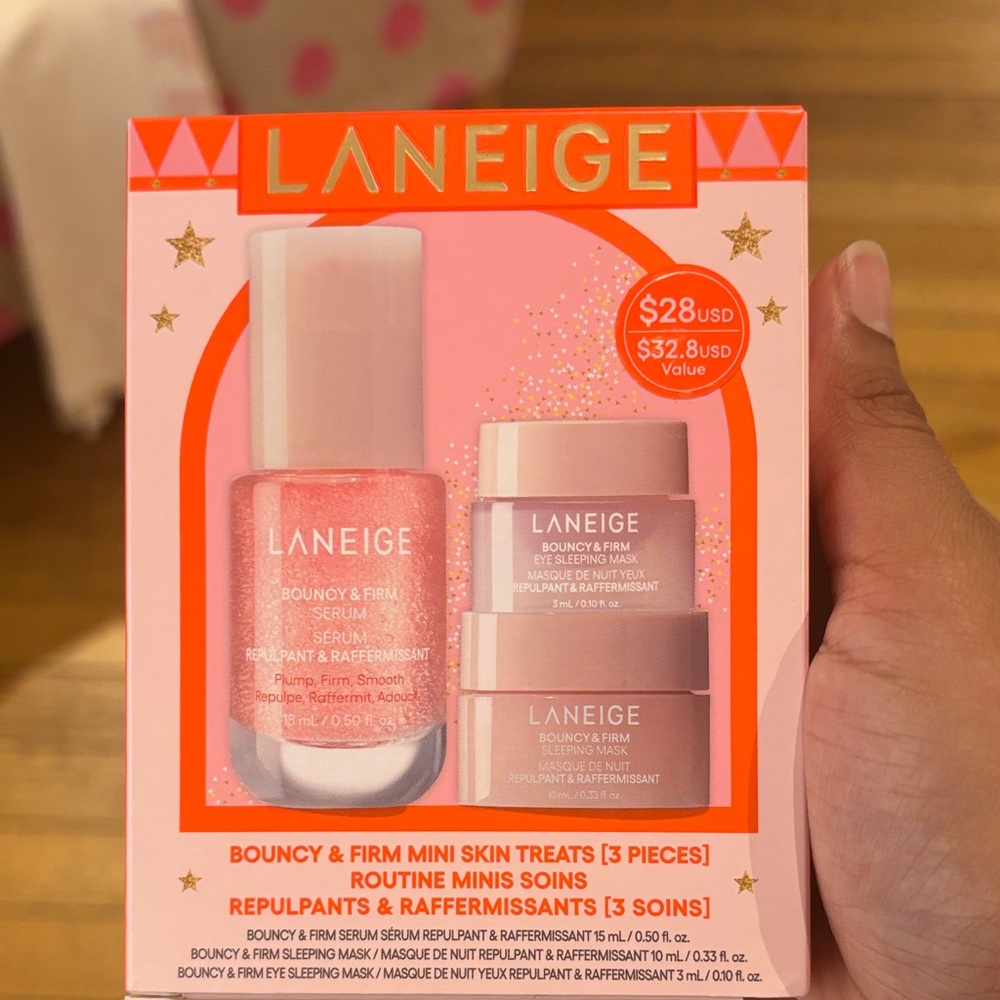 LANEIGE
$28USD
$32.8USD
Value
LANEIGE
BOUNCY & FIRM
SERUM
SÉRUM
REPULPANT & RAFFERMISSANT
Plump, Firm, Smooth
Repulpe, Raffermit, Adoucit
15 mL / 0.50 fl. oz.
LANEIGE
BOUNCY & FIRM
EYE SLEEPING MASK
MASQUE DE NUIT YEUX
REPULPANT & RAFFERMISSANT
3 mL / 0.10 fl. oz.
LANEIGE
BOUNCY & FIRM
SLEEPING MASK
MASQUE DE NUIT
REPULPANT & RAFFERMISSANT
10 mL / 0.33 fl. oz.
BOUNCY & FIRM MINI SKIN TREATS [3 PIECES]
ROUTINE MINIS SOINS
REPULPANTS & RAFFERMISSANTS [3 SOINS]
BOUNCY & FIRM SERUM SÉRUM REPULPANT & RAFFERMISSANT 15 mL / 0.50 fl. oz.
BOUNCY & FIRM SLEEPING MASK / MASQUE DE NUIT REPULPANT & RAFFERMISSANT 10 mL / 0.33 fl. oz.
BOUNCY & FIRM EYE SLEEPING MASK / MASQUE DE NUIT YEUX REPULPANT & RAFFERMISSANT 3 mL / 0.10 fl. oz.